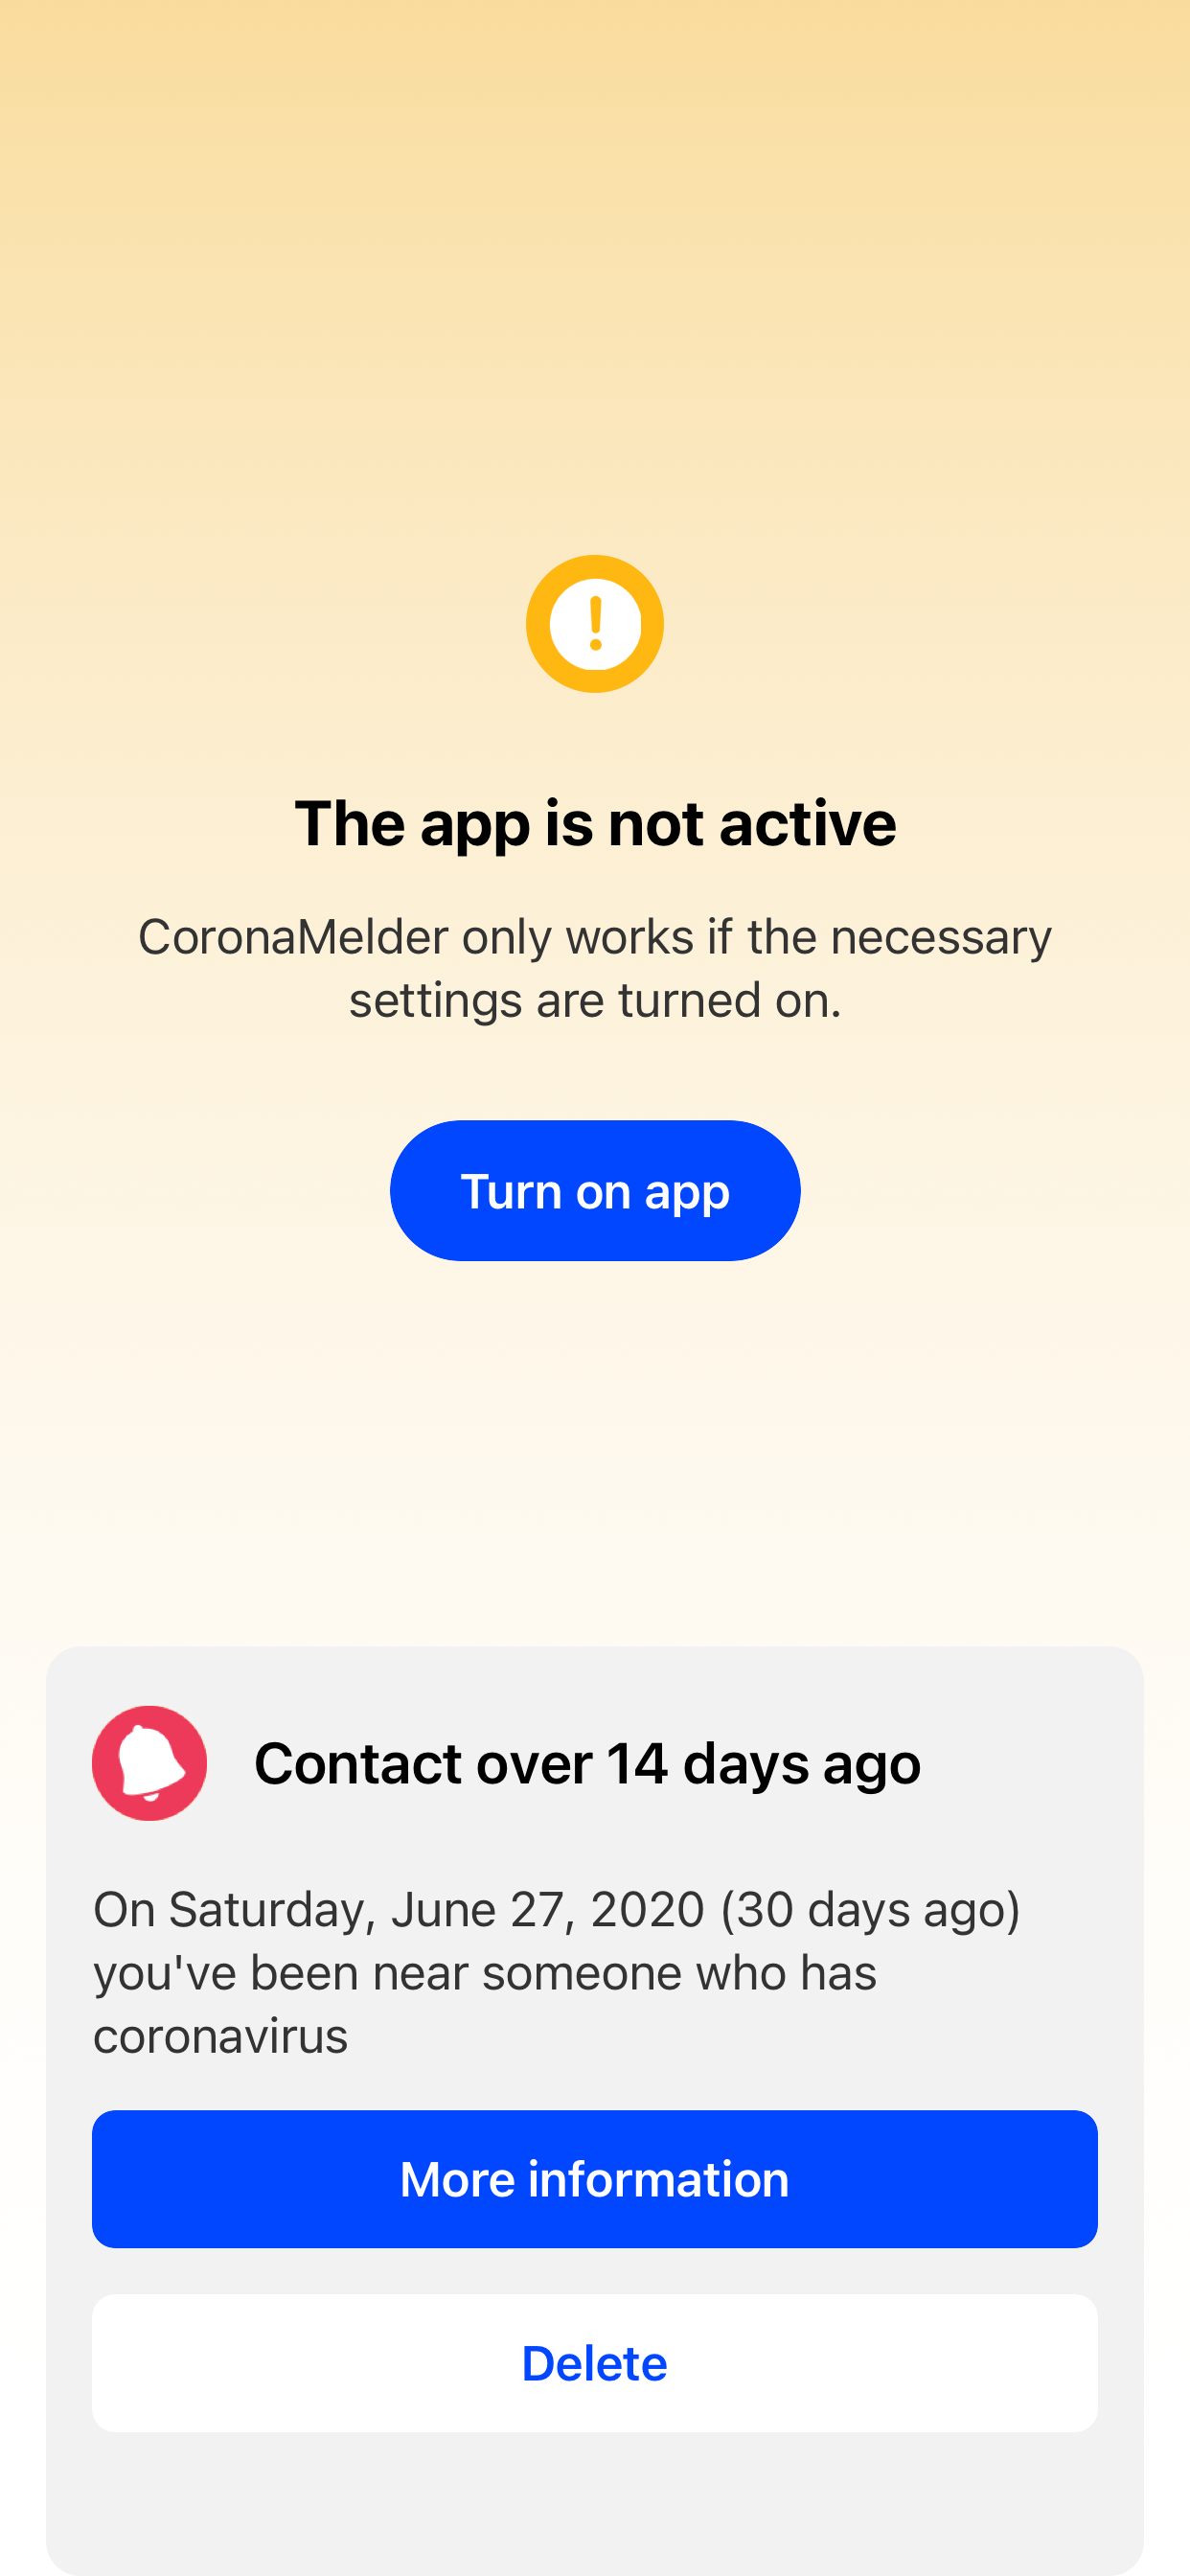 The app is not active
CoronaMelder only works if the necessary
settings are turned on.
Turn on app
Contact over 14 days ago
On Saturday, June 27, 2020 (30 days ago)
you've been near someone who has
coronavirus
More information
Delete